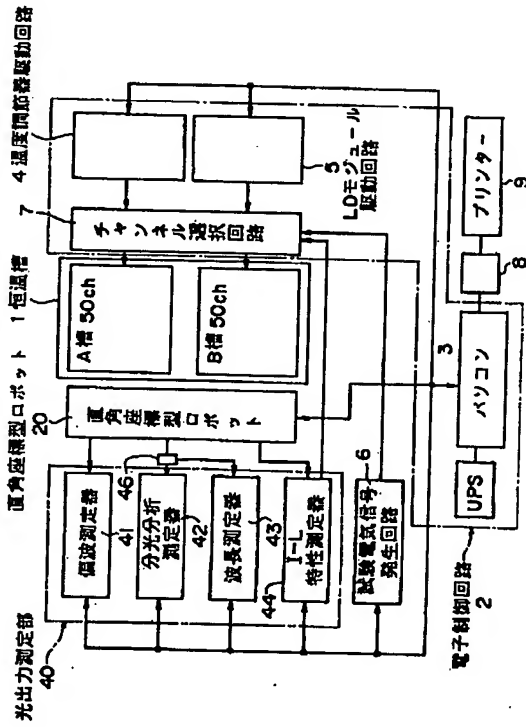 直角座標型ロボット
1 恒温槽
4 温度調節器駆動回路
光出力測定部
40
偏波測定器
41
分光分析
測定器
42
46
波長測定器
43
I-L
特性測定器
44
20
直角座標型ロボット
A槽 50ch
B槽 50ch
7
チャンネル選択回路
5
LDモジュール
駆動回路
試験電気信号
発生回路
6
電子制御回路
2
UPS
パソコン
3
8
プリンター
9